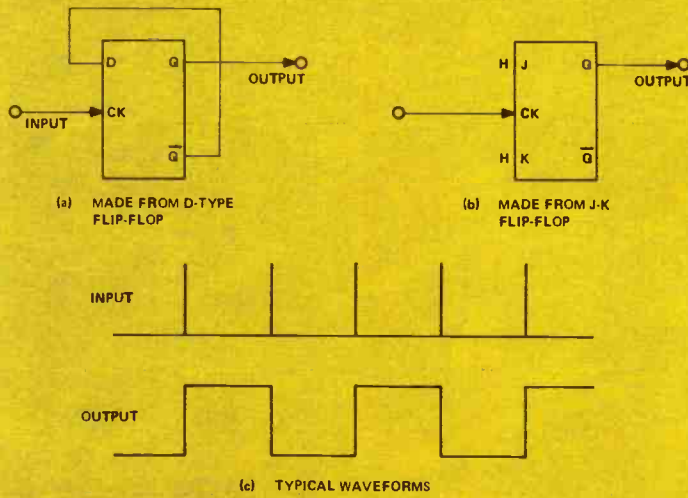 D
Q
OUTPUT
INPUT
CK
Q̅
(a) MADE FROM D-TYPE
FLIP-FLOP
H J
Q
OUTPUT
CK
H K
Q̅
(b) MADE FROM J-K
FLIP-FLOP
INPUT
OUTPUT
(c) TYPICAL WAVEFORMS